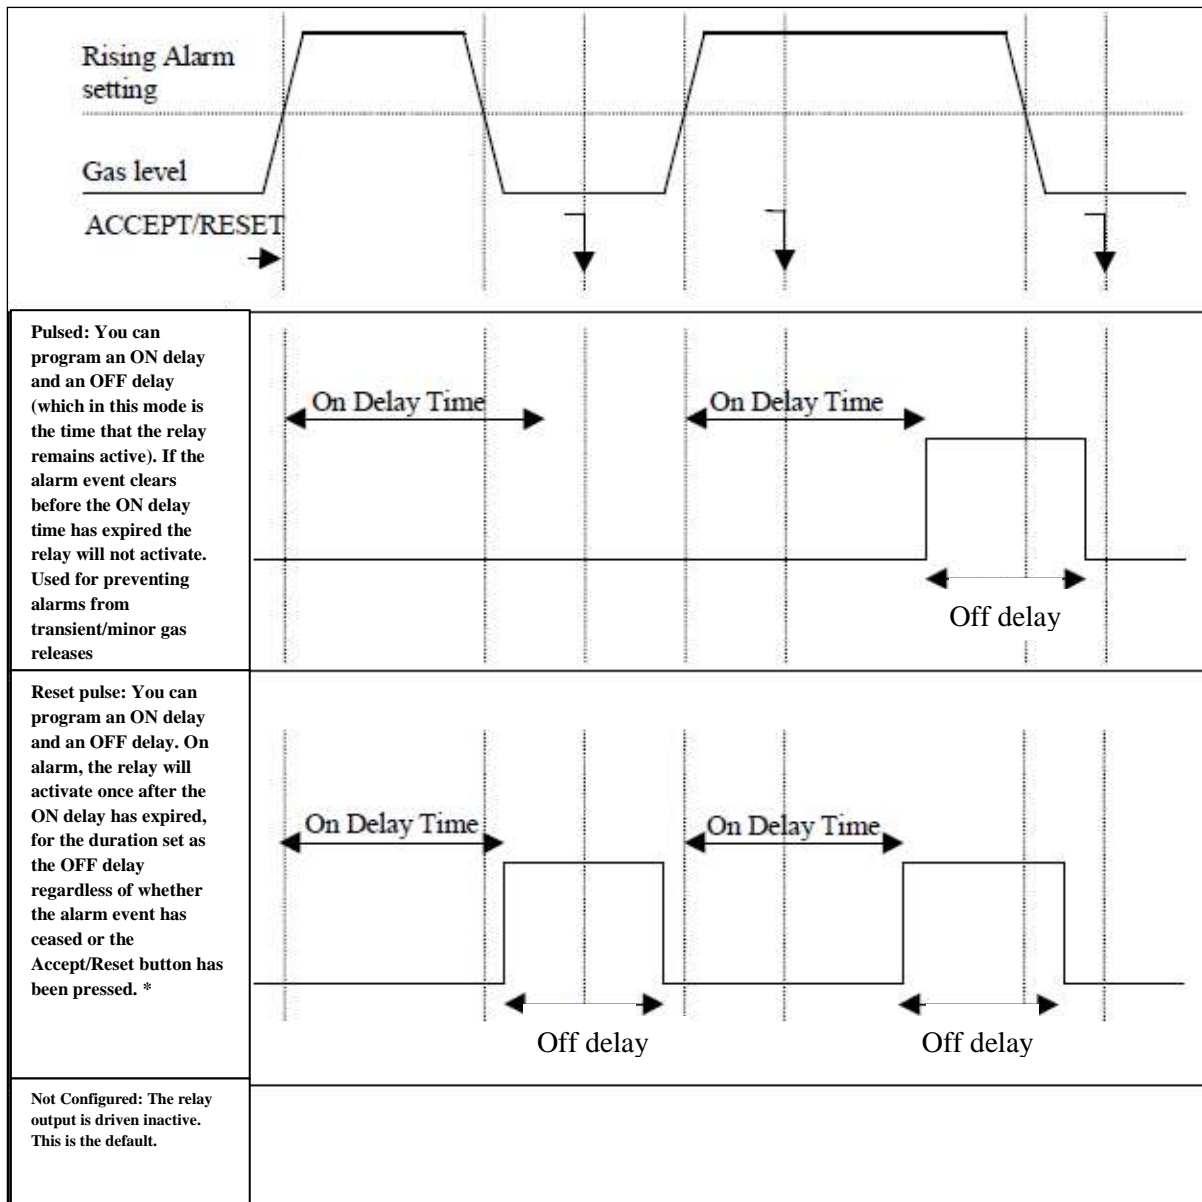 Rising Alarm
setting
Gas level
ACCEPT/RESET
Pulsed: You can
program an ON delay
and an OFF delay
(which in this mode is
the time that the relay
remains active). If the
alarm event clears
before the ON delay
time has expired the
relay will not activate.
Used for preventing
alarms from
transient/minor gas
releases
On Delay Time
On Delay Time
Off delay
Reset pulse: You can
program an ON delay
and an OFF delay. On
alarm, the relay will
activate once after the
ON delay has expired,
for the duration set as
the OFF delay
regardless of whether
the alarm event has
ceased or the
Accept/Reset button has
been pressed. *
On Delay Time
On Delay Time
Off delay
Off delay
Not Configured: The relay
output is driven inactive.
This is the default.